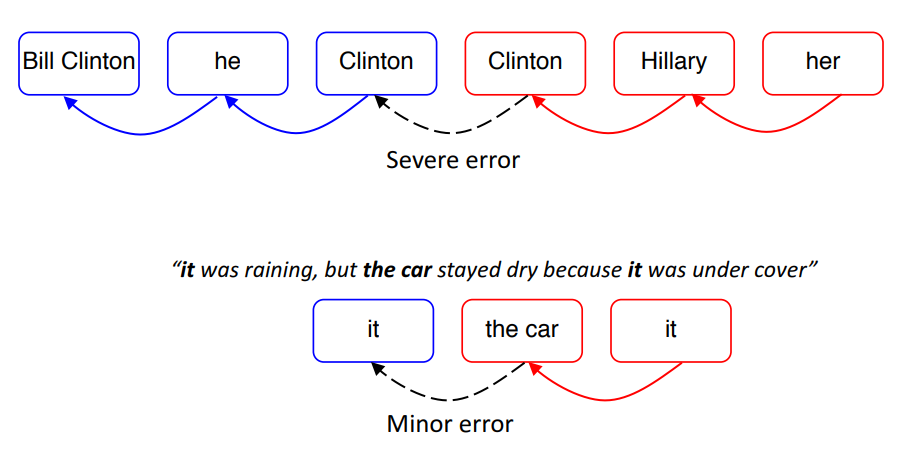 Bill Clinton he Clinton Clinton Hillary her
Severe error
“it was raining, but the car stayed dry because it was under cover”
it the car it
Minor error